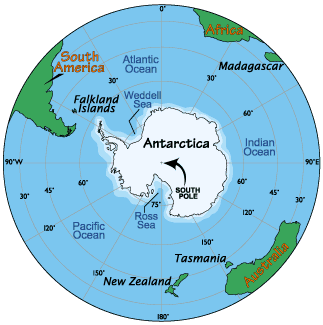 0°
Africa
South
America
Atlantic
Ocean
Madagascar
30°
30°
Weddell
Sea
Falkland
Islands
60°
60°
Antarctica
Indian
Ocean
90°W
90°E
SOUTH
POLE
30°
45°
60°
75°
60°
45°
30°
Ross
Sea
Pacific
Ocean
120°
120°
Tasmania
Australia
150°
150°
New Zealand
180°